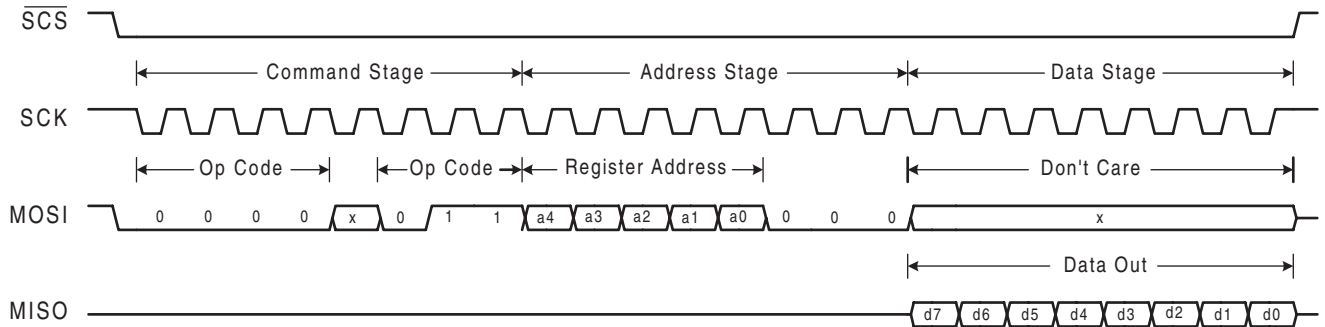 SCS
Command Stage Address Stage Data Stage
SCK
Op Code Op Code Register Address Don't Care
MOSI 0 0 0 0 x 0 1 1 a4 a3 a2 a1 a0 0 0 0 x
Data Out
MISO d7 d6 d5 d4 d3 d2 d1 d0